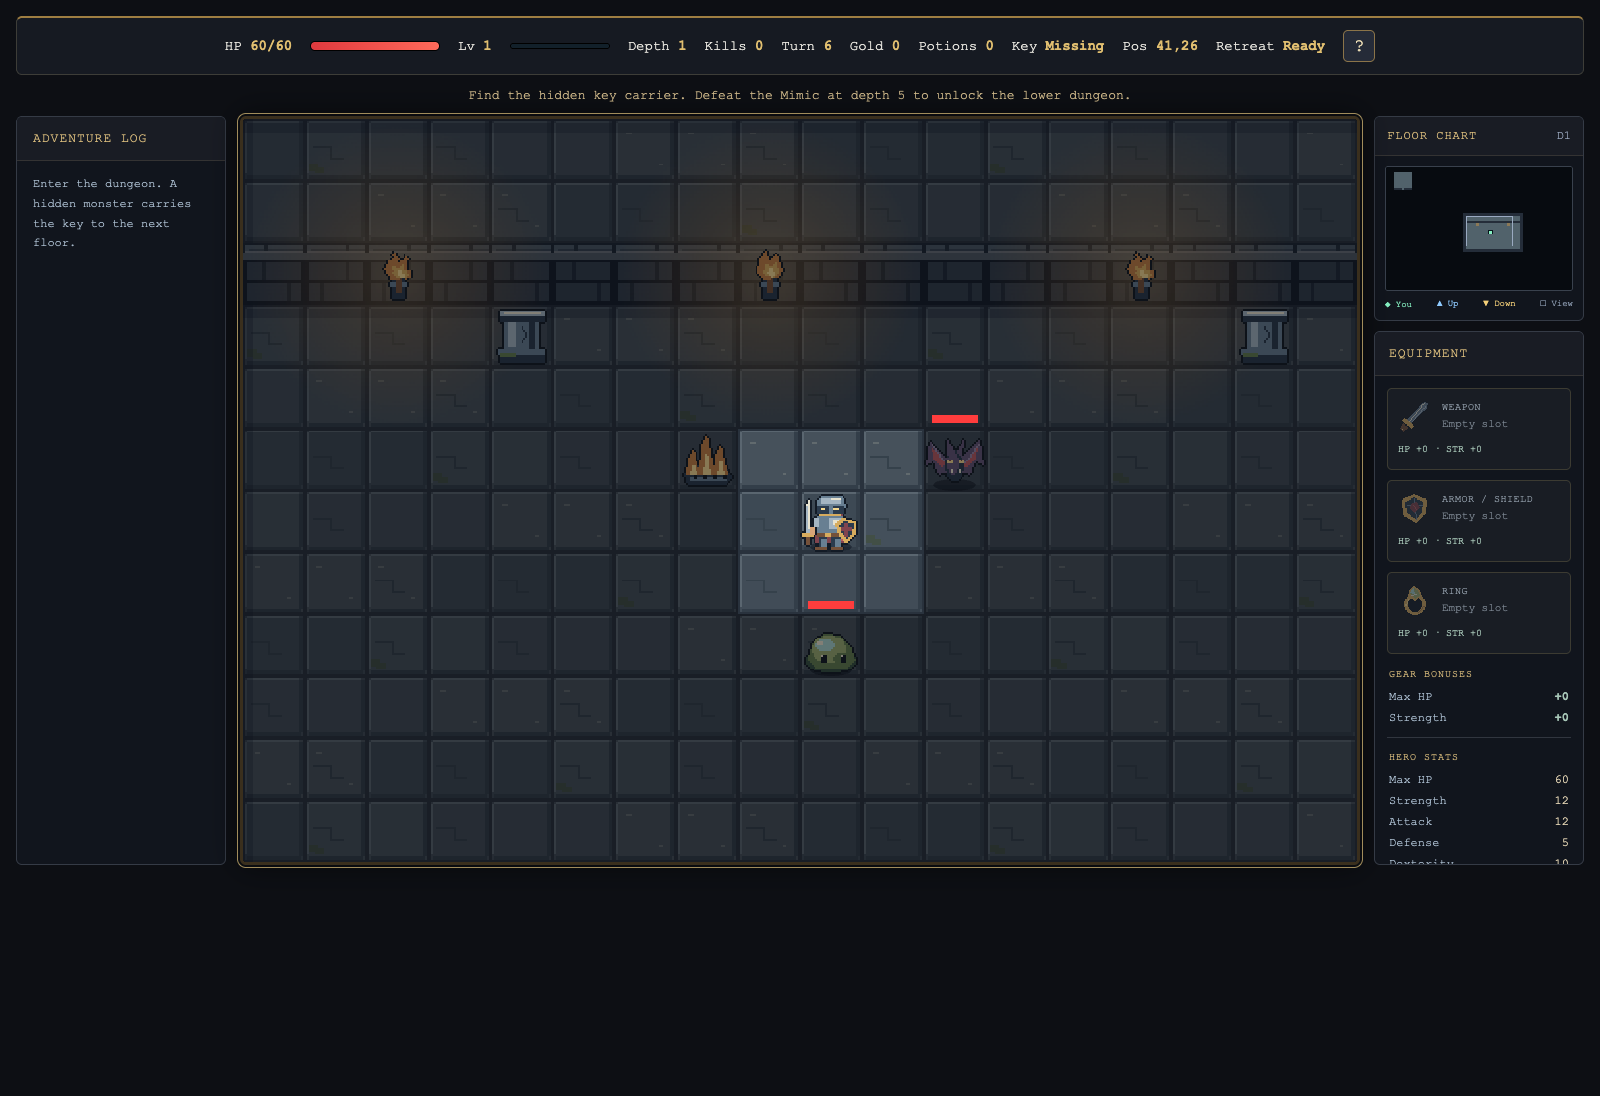 HP 60/60 Lv 1 Depth 1 Kills 0 Turn 6 Gold 0 Potions 0 Key Missing Pos 41,26 Retreat Ready ?
Find the hidden key carrier. Defeat the Mimic at depth 5 to unlock the lower dungeon.
ADVENTURE LOG
Enter the dungeon. A
hidden monster carries
the key to the next
floor.
FLOOR CHART D1
◆ You ▲ Up ▼ Down □ View
EQUIPMENT
WEAPON
Empty slot
HP +0 · STR +0
ARMOR / SHIELD
Empty slot
HP +0 · STR +0
RING
Empty slot
HP +0 · STR +0
GEAR BONUSES
Max HP +0
Strength +0
HERO STATS
Max HP 60
Strength 12
Attack 12
Defense 5
Dexterity 10